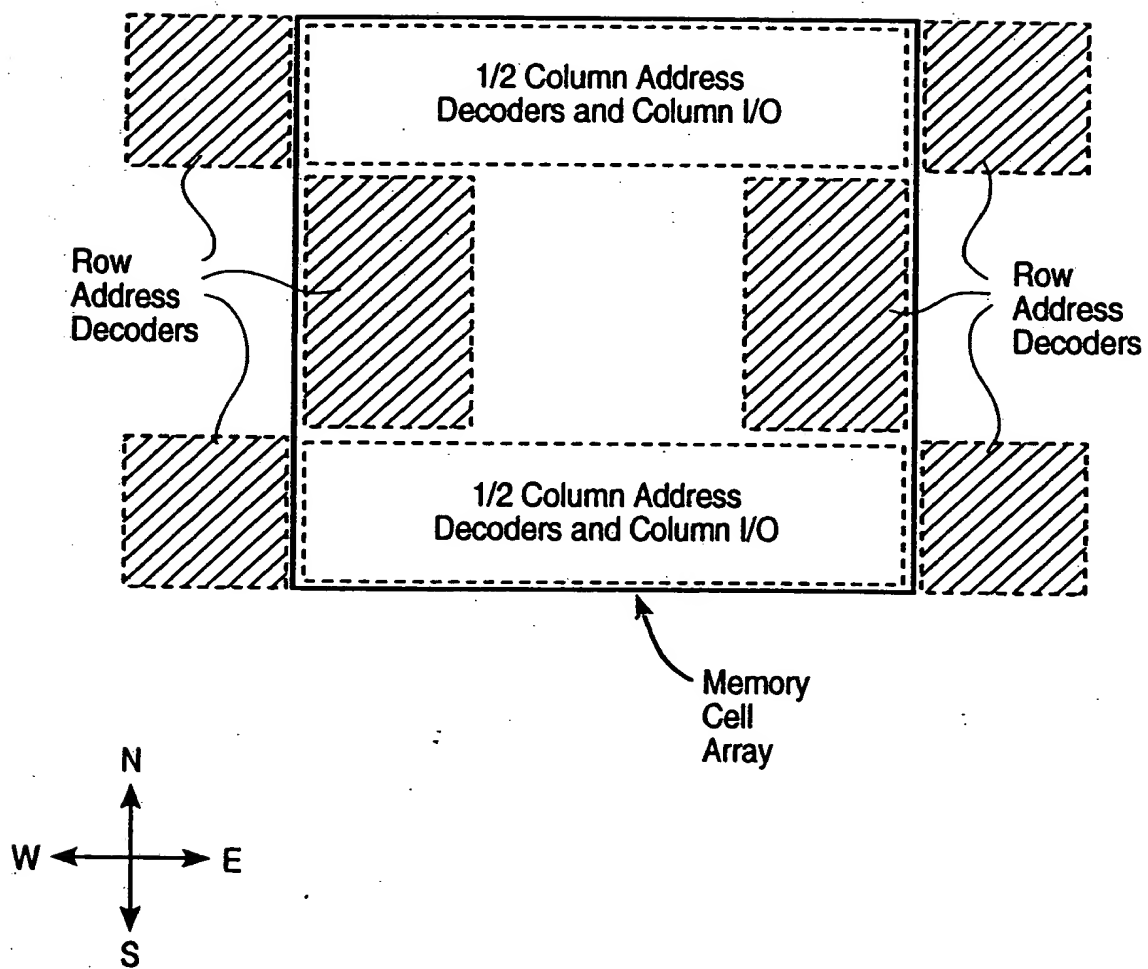 1/2 Column Address
Decoders and Column I/O
Row
Address
Decoders
Row
Address
Decoders
1/2 Column Address
Decoders and Column I/O
Memory
Cell
Array
N
W
E
S